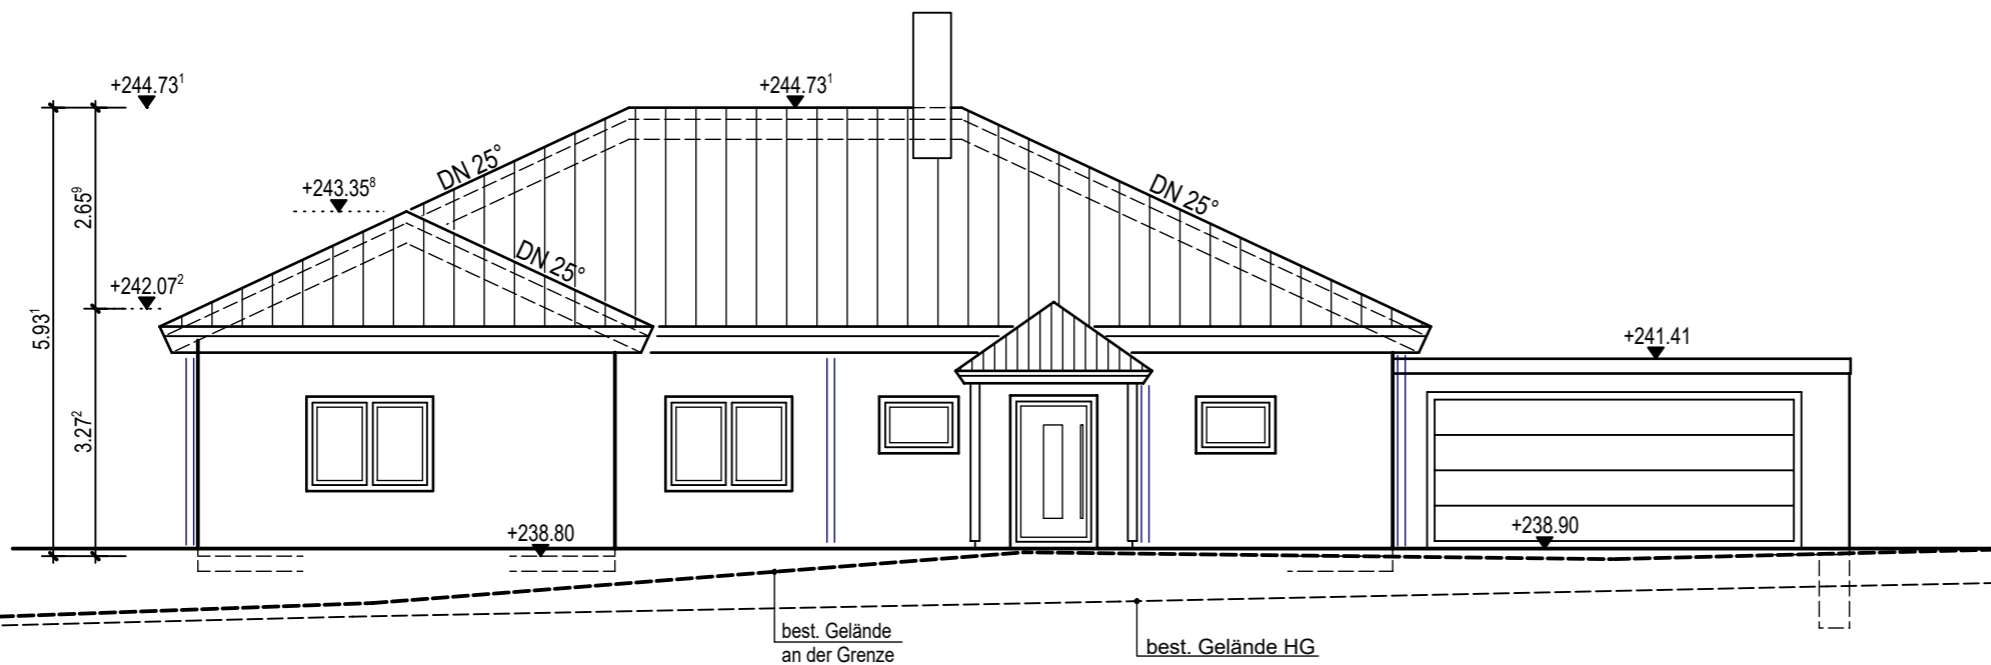 +244.73¹
+244.73¹
DN 25°
+243.35⁸
DN 25°
2.65⁹
DN 25°
+242.07²
5.93¹
+241.41
3.27²
+238.80
+238.90
best. Gelände
an der Grenze
best. Gelände HG